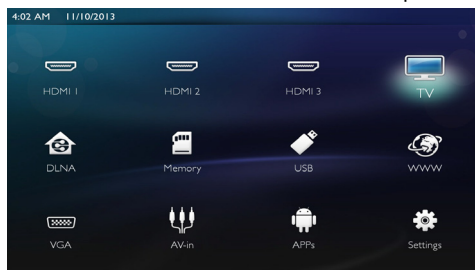 4:02 AM 11/10/2013
HDMI 1 HDMI 2 HDMI 3 TV
DLNA Memory USB WWW
VGA AV-in APPs Settings